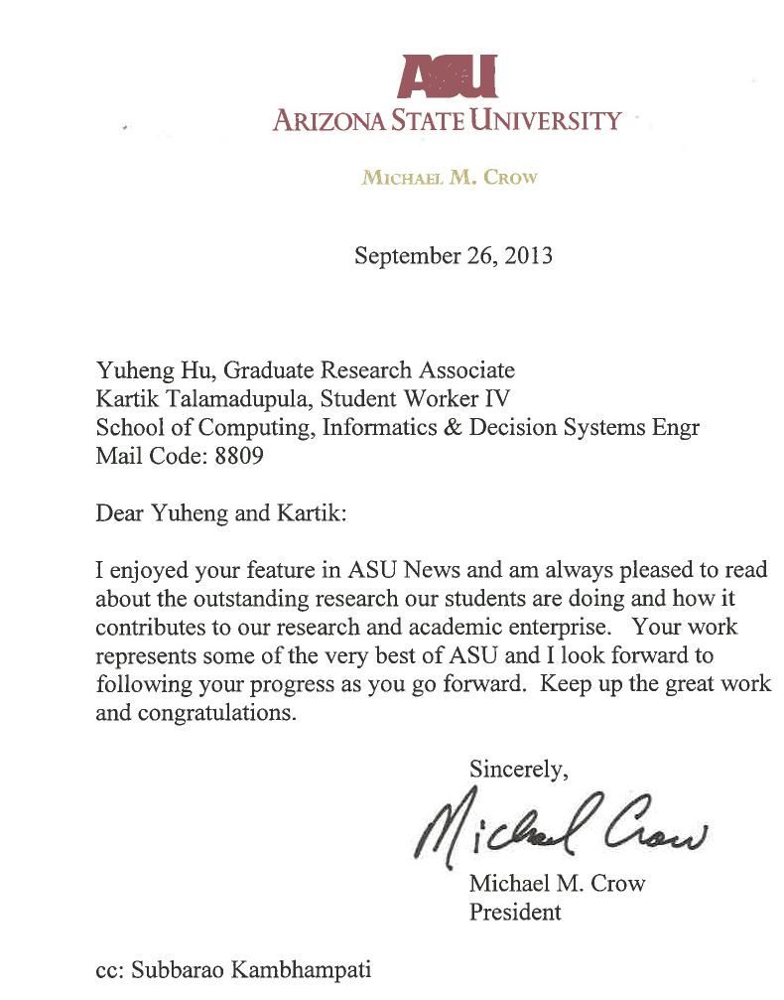 ASU
ARIZONA STATE UNIVERSITY
MICHAEL M. CROW
September 26, 2013
Yuheng Hu, Graduate Research Associate
Kartik Talamadupula, Student Worker IV
School of Computing, Informatics & Decision Systems Engr
Mail Code: 8809
Dear Yuheng and Kartik:
I enjoyed your feature in ASU News and am always pleased to read
about the outstanding research our students are doing and how it
contributes to our research and academic enterprise.   Your work
represents some of the very best of ASU and I look forward to
following your progress as you go forward.  Keep up the great work
and congratulations.
Sincerely,
Michael Crow
Michael M. Crow
President
cc: Subbarao Kambhampati